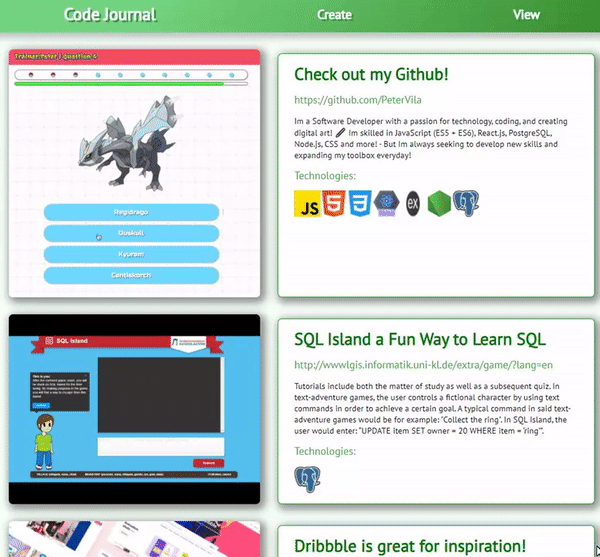 Code Journal
Create
View
Check out my Github!
https://github.com/PeterVila
Im a Software Developer with a passion for technology, coding, and creating
digital art! 🖊 Im skilled in JavaScript (ES5 + ES6), React.js, PostgreSQL,
Node.js, CSS and more! - But Im always seeking to develop new skills and
expanding my toolbox everyday!
Technologies:
JS
ex
Regidrago
Duskull
Kyurem
Centiskorch
SQL Island
SQL Island a Fun Way to Learn SQL
http://wwwlgis.informatik.uni-kl.de/extra/game/?lang=en
Tutorials include both the matter of study as well as a subsequent quiz. In
text-adventure games, the user controls a fictional character by using text
commands in order to achieve a certain goal. A typical command in said text-
adventure games would be for example: "Collect the ring". In SQL Island, the
user would enter: "UPDATE item SET owner = 20 WHERE item = 'ring'".
Technologies:
Dribbble is great for inspiration!